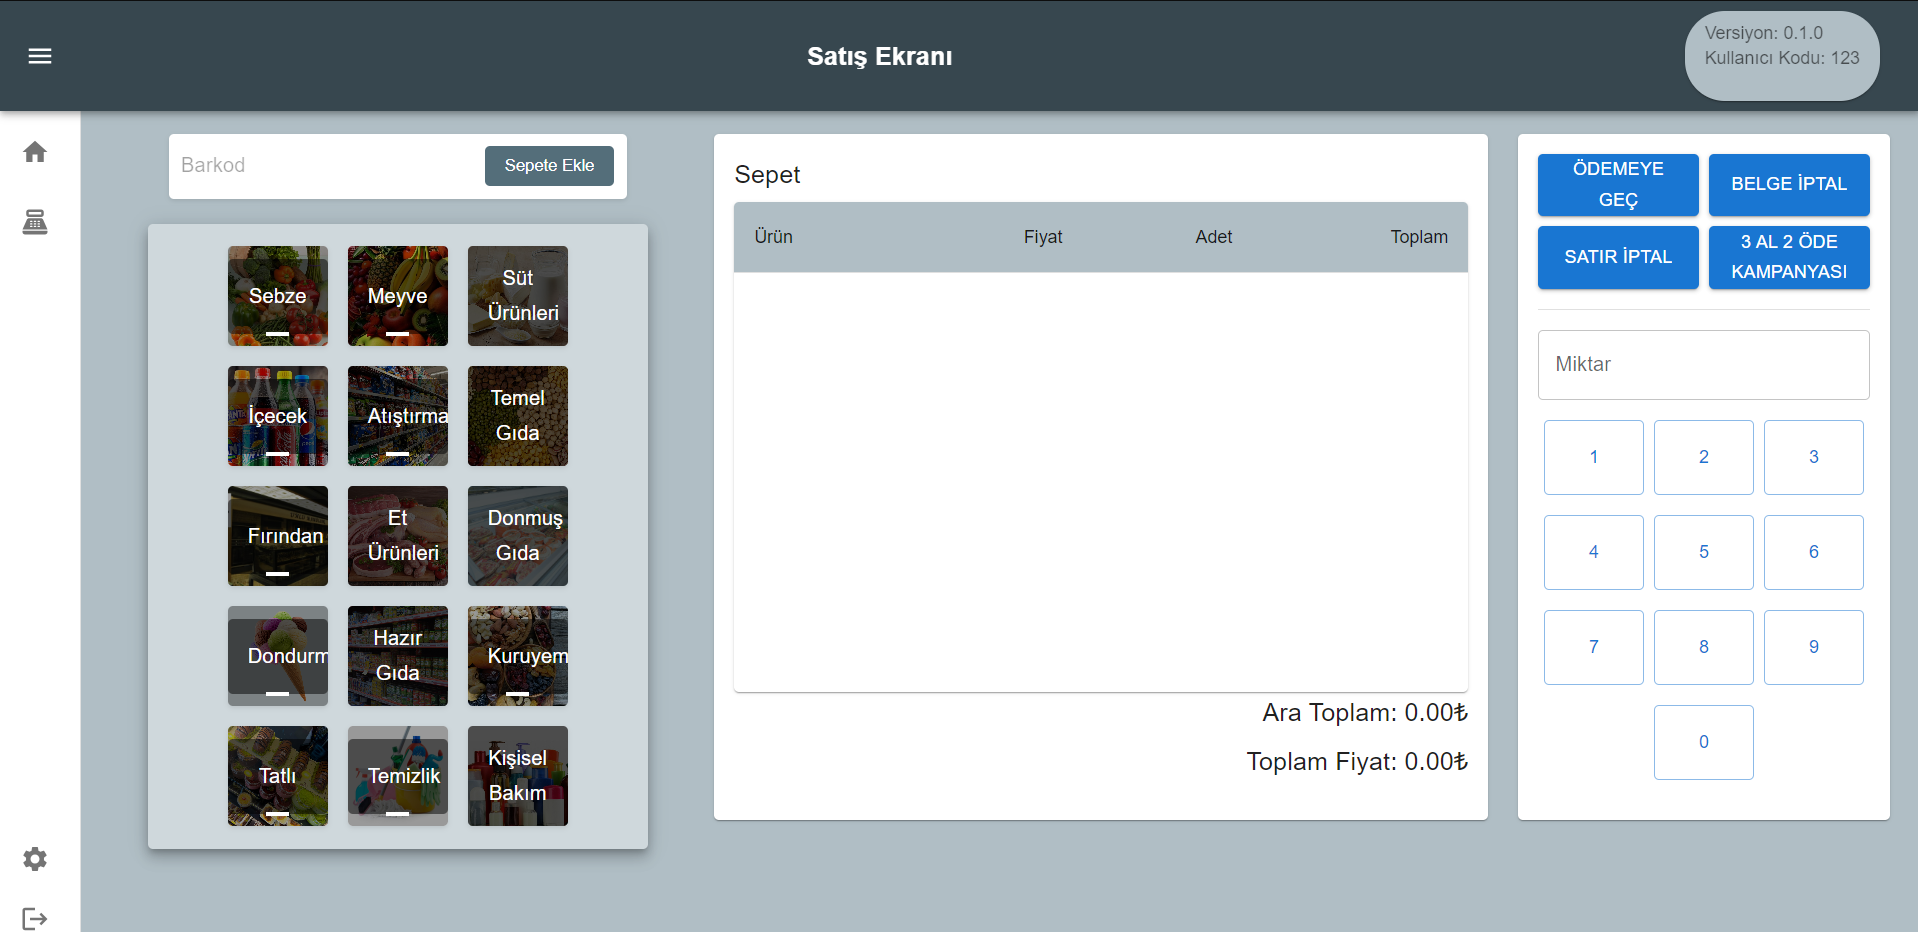 Satış Ekranı
Versiyon: 0.1.0
Kullanıcı Kodu: 123
Barkod
Sepete Ekle
Sebze
Meyve
Süt
Ürünleri
İçecek
Atıştırma
Temel
Gıda
Fırından
Et
Ürünleri
Donmuş
Gıda
Dondurm
Hazır
Gıda
Kuruyem
Tatlı
Temizlik
Kişisel
Bakım
Sepet
Ürün Fiyat Adet Toplam
Ara Toplam: 0.00₺
Toplam Fiyat: 0.00₺
ÖDEMEYE
GEÇ
BELGE İPTAL
SATIR İPTAL
3 AL 2 ÖDE
KAMPANYASI
Miktar
1 2 3
4 5 6
7 8 9
0